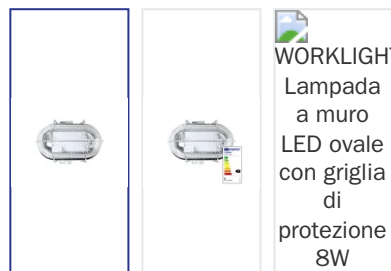 WORKLIGHT
Lampada
a muro
LED ovale
con griglia
di
protezione
8W